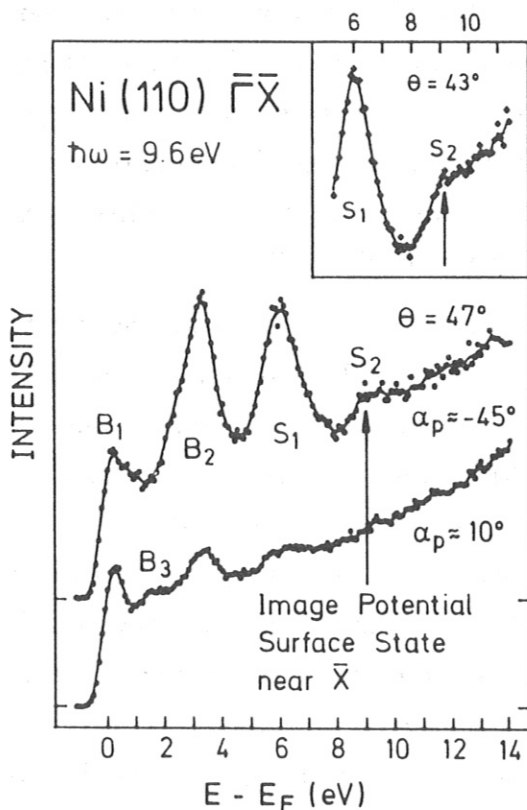 6 8 10
Ni (110) Γ̅X̅
ħω = 9.6 eV
θ = 43°
S₂
S₁
θ = 47°
S₂
B₁
B₂
S₁
αₚ ≈ -45°
αₚ ≈ 10°
B₃
Image Potential
Surface State
near X̅
INTENSITY
0 2 4 6 8 10 12 14
E - E_F (eV)